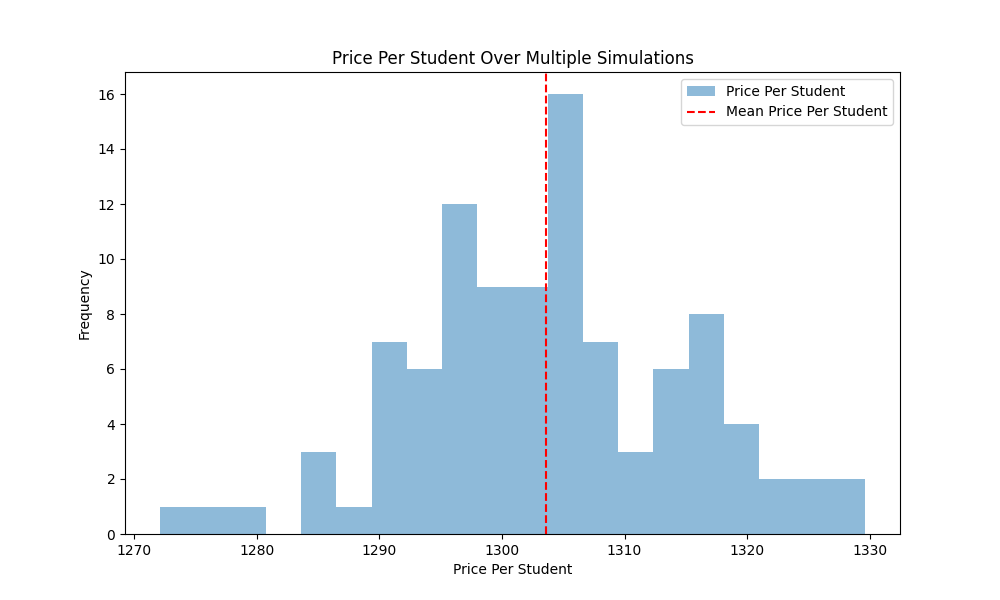 Price Per Student Over Multiple Simulations
Price Per Student
Mean Price Per Student
16
14
12
10
8
6
4
2
0
Frequency
1270 1280 1290 1300 1310 1320 1330
Price Per Student